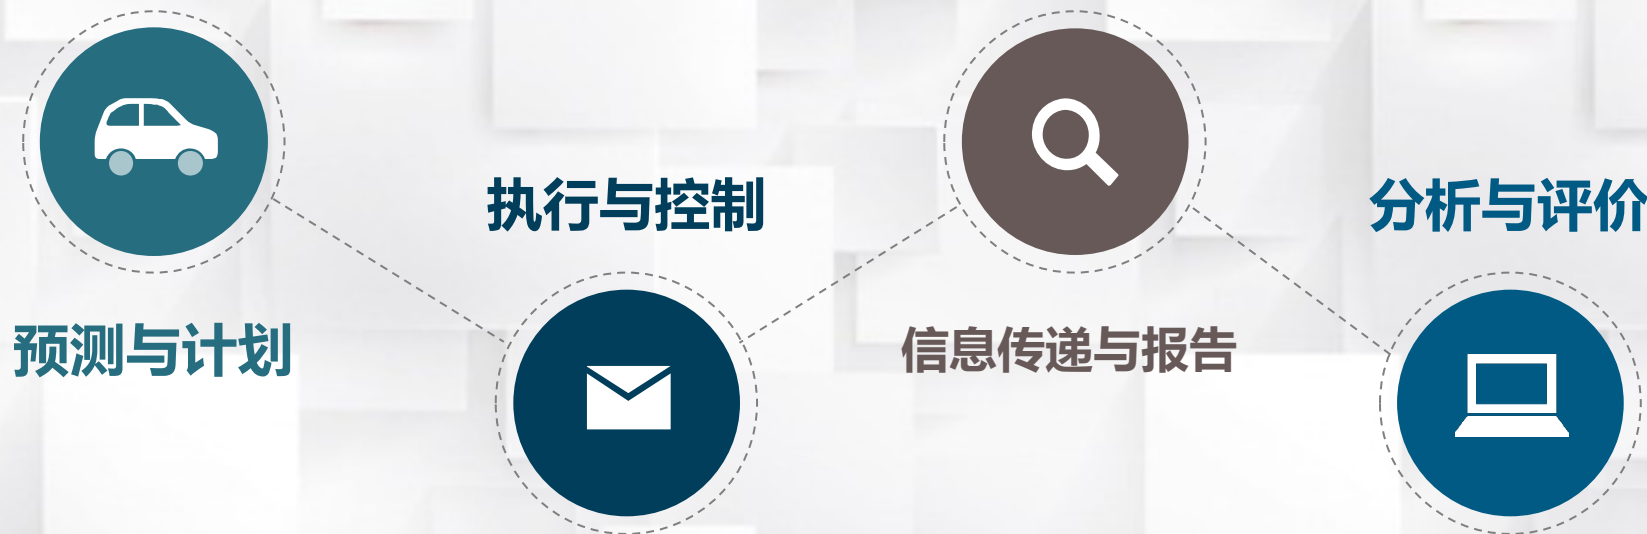 预测与计划
执行与控制
信息传递与报告
分析与评价